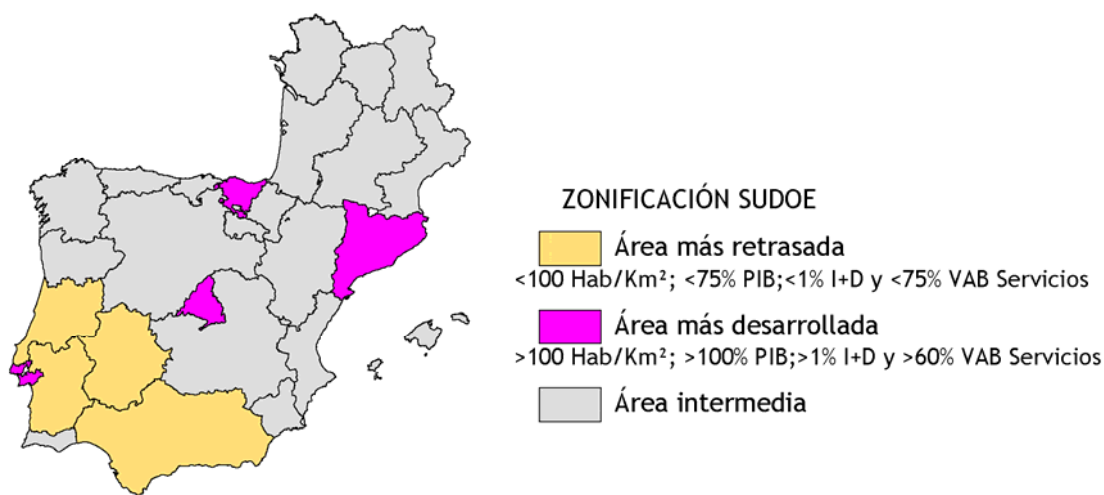 ZONIFICACIÓN SUDOE
Área más retrasada
<100 Hab/Km²; <75% PIB;<1% I+D y <75% VAB Servicios
Área más desarrollada
>100 Hab/Km²; >100% PIB;>1% I+D y >60% VAB Servicios
Área intermedia